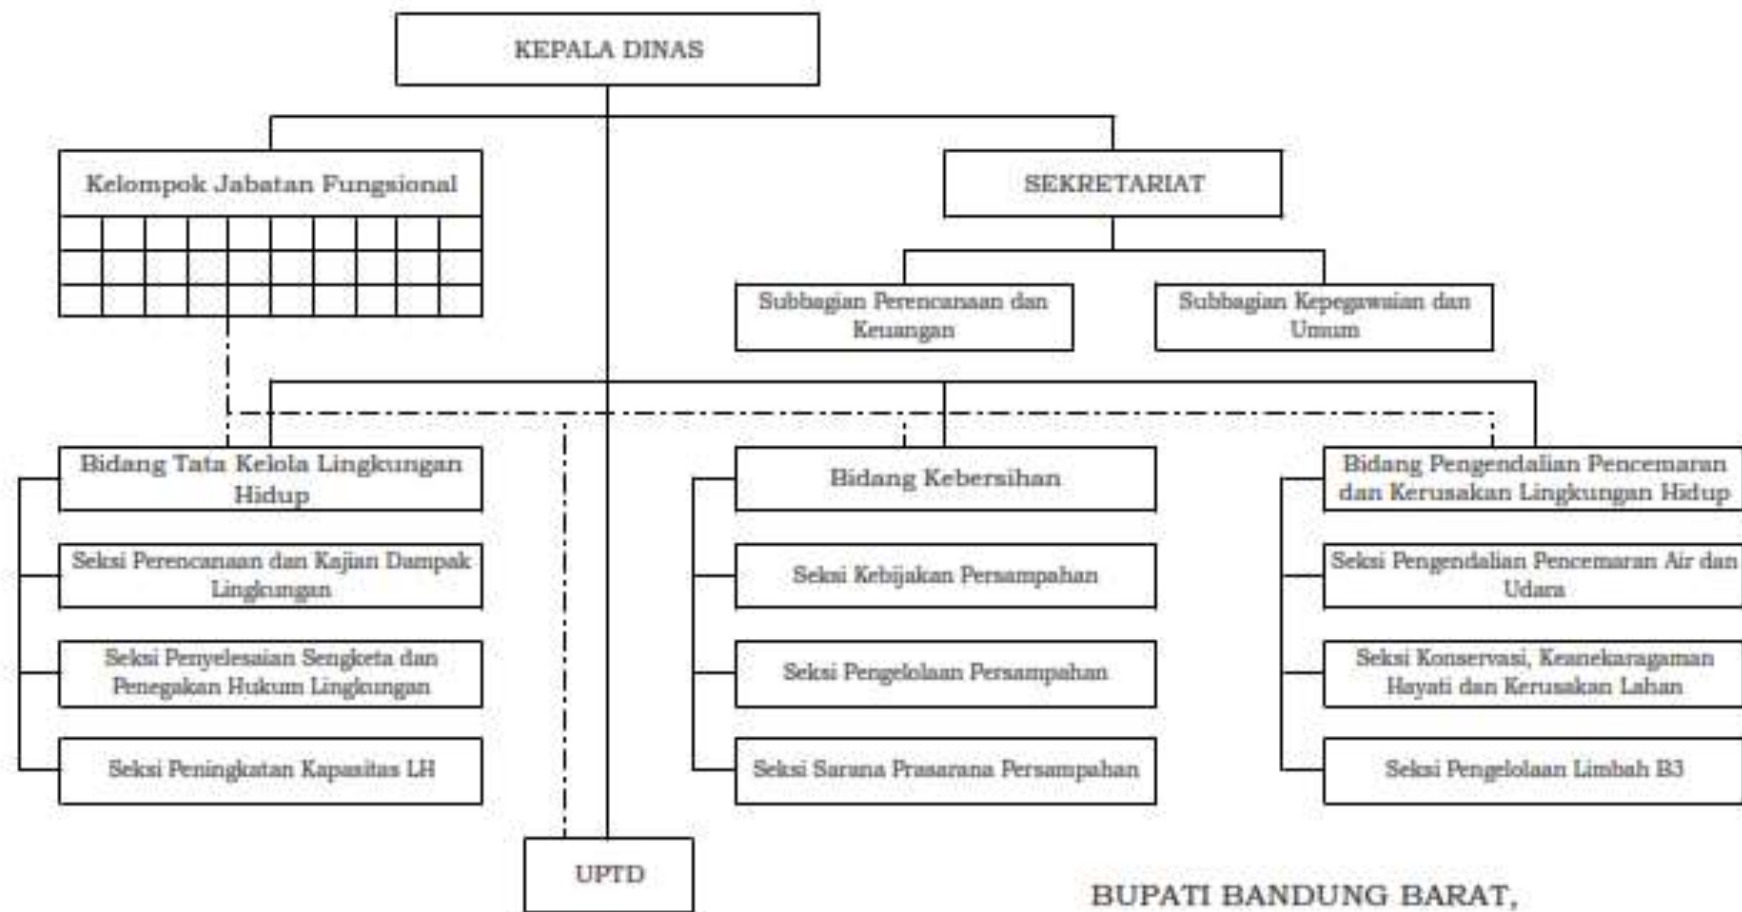 KEPALA DINAS
Kelompok Jabatan Fungsional
SEKRETARIAT
Subbagian Perencanaan dan
Keuangan
Subbagian Kepegawaian dan
Umum
Bidang Tata Kelola Lingkungan
Hidup
Seksi Perencanaan dan Kajian Dampak
Lingkungan
Seksi Penyelesaian Sengketa dan
Penegakan Hukum Lingkungan
Seksi Peningkatan Kapasitas LH
Bidang Kebersihan
Seksi Kebijakan Persampahan
Seksi Pengelolaan Persampahan
Seksi Sarana Prasarana Persampahan
Bidang Pengendalian Pencemaran
dan Kerusakan Lingkungan Hidup
Seksi Pengendalian Pencemaran Air dan
Udara
Seksi Konservasi, Keanekaragaman
Hayati dan Kerusakan Lahan
Seksi Pengelolaan Limbah B3
UPTD
BUPATI BANDUNG BARAT,